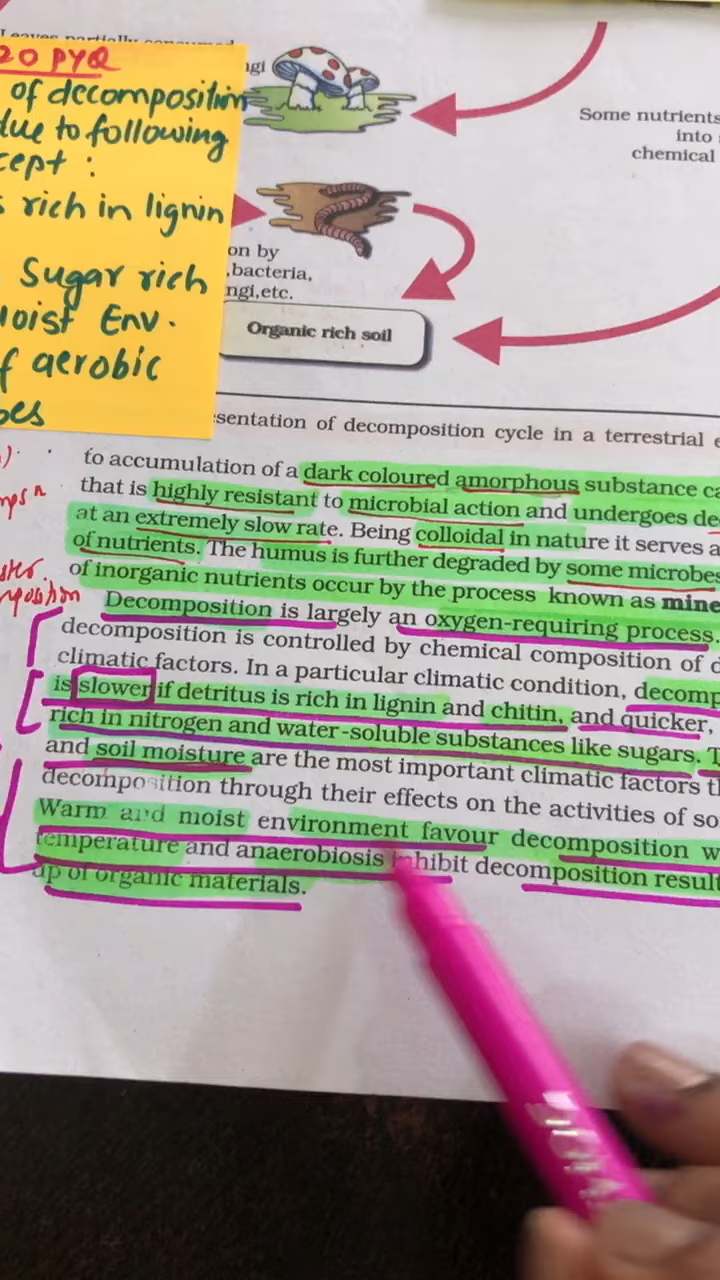 20 PYQ
of decomposition
due to following
cept :
s rich in lignin
Sugar rich
oist Env.
f aerobic
bes
ngi
Some nutrients
into
chemical
on by
,bacteria,
ngi,etc.
Organic rich soil
sentation of decomposition cycle in a terrestrial e
to accumulation of a dark coloured amorphous substance ca
that is highly resistant to microbial action and undergoes de
at an extremely slow rate. Being colloidal in nature it serves a
of nutrients. The humus is further degraded by some microbes
of inorganic nutrients occur by the process known as mine
Decomposition is largely an oxygen-requiring process.
decomposition is controlled by chemical composition of d
climatic factors. In a particular climatic condition, decomp
is slower if detritus is rich in lignin and chitin, and quicker,
rich in nitrogen and water-soluble substances like sugars. T
and soil moisture are the most important climatic factors th
decomposition through their effects on the activities of so
Warm and moist environment favour decomposition w
temperature and anaerobiosis inhibit decomposition result
up of organic materials.